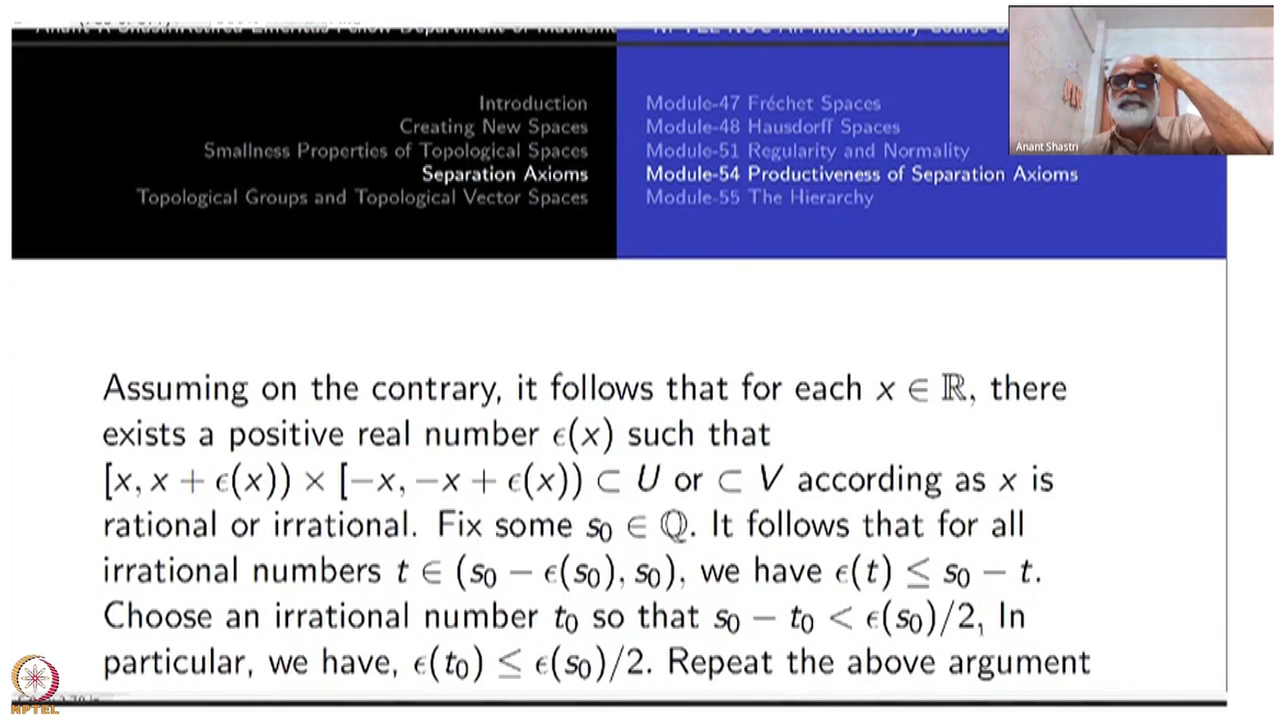 Introduction
Creating New Spaces
Smallness Properties of Topological Spaces
Separation Axioms
Topological Groups and Topological Vector Spaces
Module-47 Fréchet Spaces
Module-48 Hausdorff Spaces
Module-51 Regularity and Normality
Module-54 Productiveness of Separation Axioms
Module-55 The Hierarchy
Anant Shastri
Assuming on the contrary, it follows that for each x ∈ ℝ, there
exists a positive real number ϵ(x) such that
[x, x + ϵ(x)) × [−x, −x + ϵ(x)) ⊂ U or ⊂ V according as x is
rational or irrational. Fix some s₀ ∈ ℚ. It follows that for all
irrational numbers t ∈ (s₀ − ϵ(s₀), s₀), we have ϵ(t) ≤ s₀ − t.
Choose an irrational number t₀ so that s₀ − t₀ < ϵ(s₀)/2, In
particular, we have, ϵ(t₀) ≤ ϵ(s₀)/2. Repeat the above argument
NPTEL